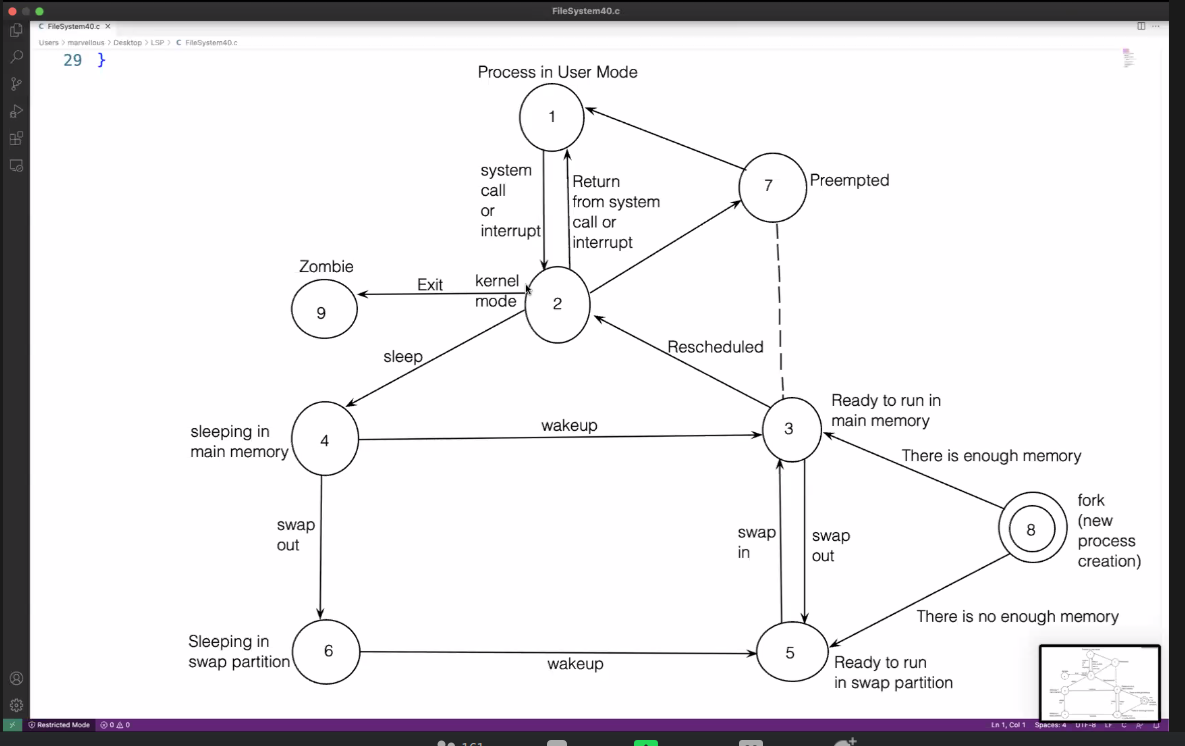 FileSystem40.c
C FileSystem40.c ×
Users > marvellous > Desktop > LSP > C FileSystem40.c
29 }
Process in User Mode
1
system
call
or
interrupt
Return
from system
call or
interrupt
7
Preempted
Zombie
9
Exit
kernel
mode
2
sleep
Rescheduled
sleeping in
main memory
4
wakeup
3
Ready to run in
main memory
There is enough memory
swap
out
swap
in
swap
out
8
fork
(new
process
creation)
There is no enough memory
Sleeping in
swap partition
6
wakeup
5
Ready to run
in swap partition
Restricted Mode
0 0
Ln 1, Col 1 Spaces: 4 UTF-8 LF C
161